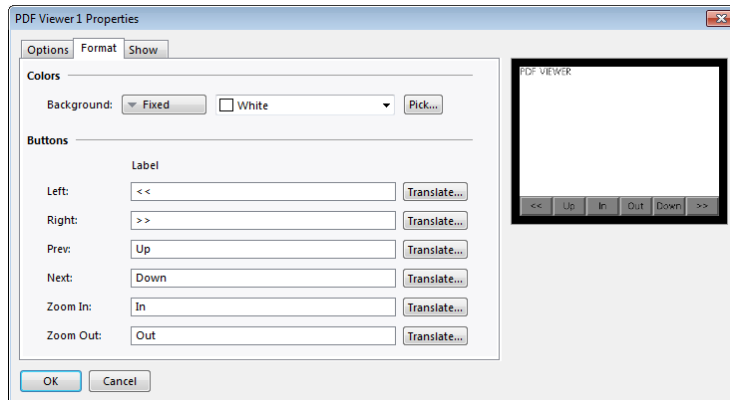 PDF Viewer1 Properties
Options Format Show
Colors
Background: Fixed White Pick...
Buttons
Label
Left: << Translate...
Right: >> Translate...
Prev: Up Translate...
Next: Down Translate...
Zoom In: In Translate...
Zoom Out: Out Translate...
OK Cancel
PDF VIEWER
<< Up In Out Down >>